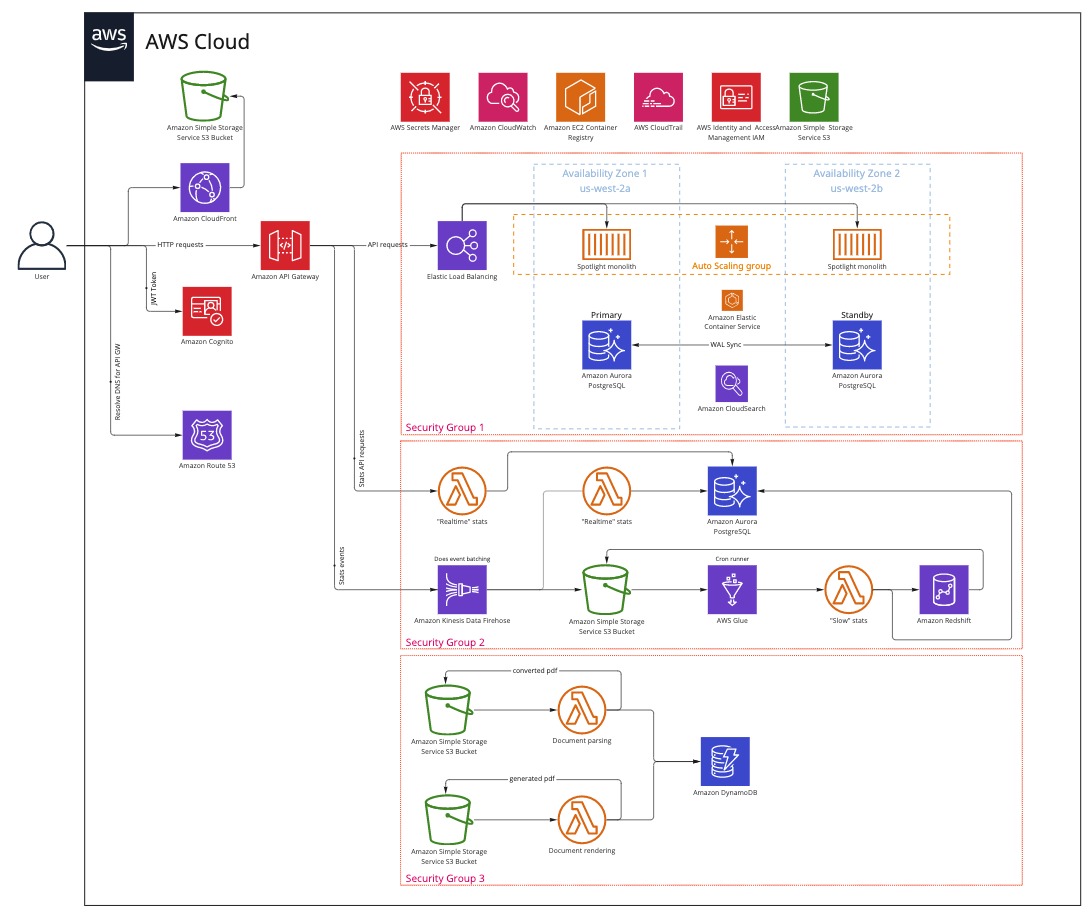 aws
AWS Cloud
Amazon Simple Storage
Service S3 Bucket
AWS Secrets Manager
Amazon CloudWatch
Amazon EC2 Container
Registry
AWS CloudTrail
AWS Identity and Access
Management IAM
Amazon Simple Storage
Service S3
Amazon CloudFront
User
HTTP requests
Amazon API Gateway
JWT Token
Amazon Cognito
Resolve DNS for API GW
53
Amazon Route 53
API requests
Stats API requests
Stats events
Availability Zone 1
us-west-2a
Availability Zone 2
us-west-2b
Elastic Load Balancing
Spotlight monolith
Auto Scaling group
Spotlight monolith
Amazon Elastic
Container Service
Primary
Standby
WAL Sync
Amazon Aurora
PostgreSQL
Amazon Aurora
PostgreSQL
Amazon CloudSearch
Security Group 1
"Realtime" stats
"Realtime" stats
Amazon Aurora
PostgreSQL
Does event batching
Cron runner
Amazon Kinesis Data Firehose
Amazon Simple Storage
Service S3 Bucket
AWS Glue
"Slow" stats
Amazon Redshift
Security Group 2
converted pdf
Amazon Simple Storage
Service S3 Bucket
Document parsing
Amazon DynamoDB
generated pdf
Amazon Simple Storage
Service S3 Bucket
Document rendering
Security Group 3